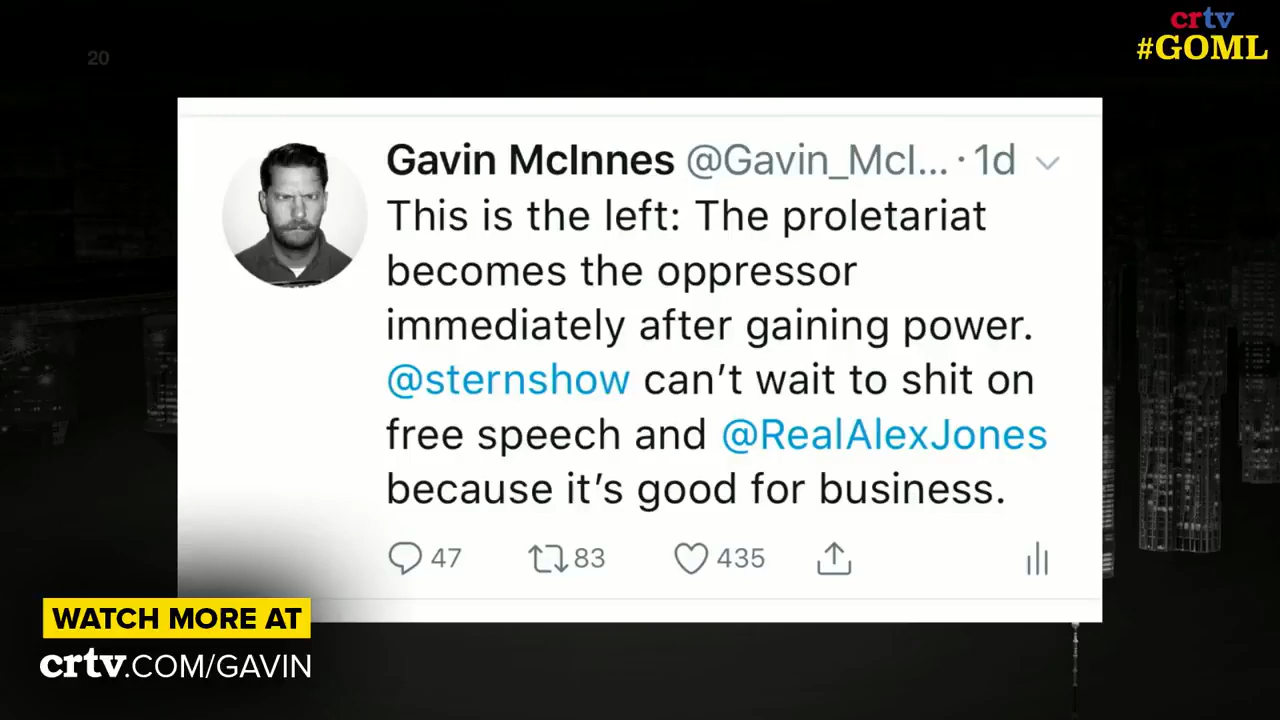 crtv
#GOML
20
Gavin McInnes @Gavin_McI... · 1d
This is the left: The proletariat
becomes the oppressor
immediately after gaining power.
@sternshow can't wait to shit on
free speech and @RealAlexJones
because it's good for business.
47 83 435
WATCH MORE AT
crtv.COM/GAVIN